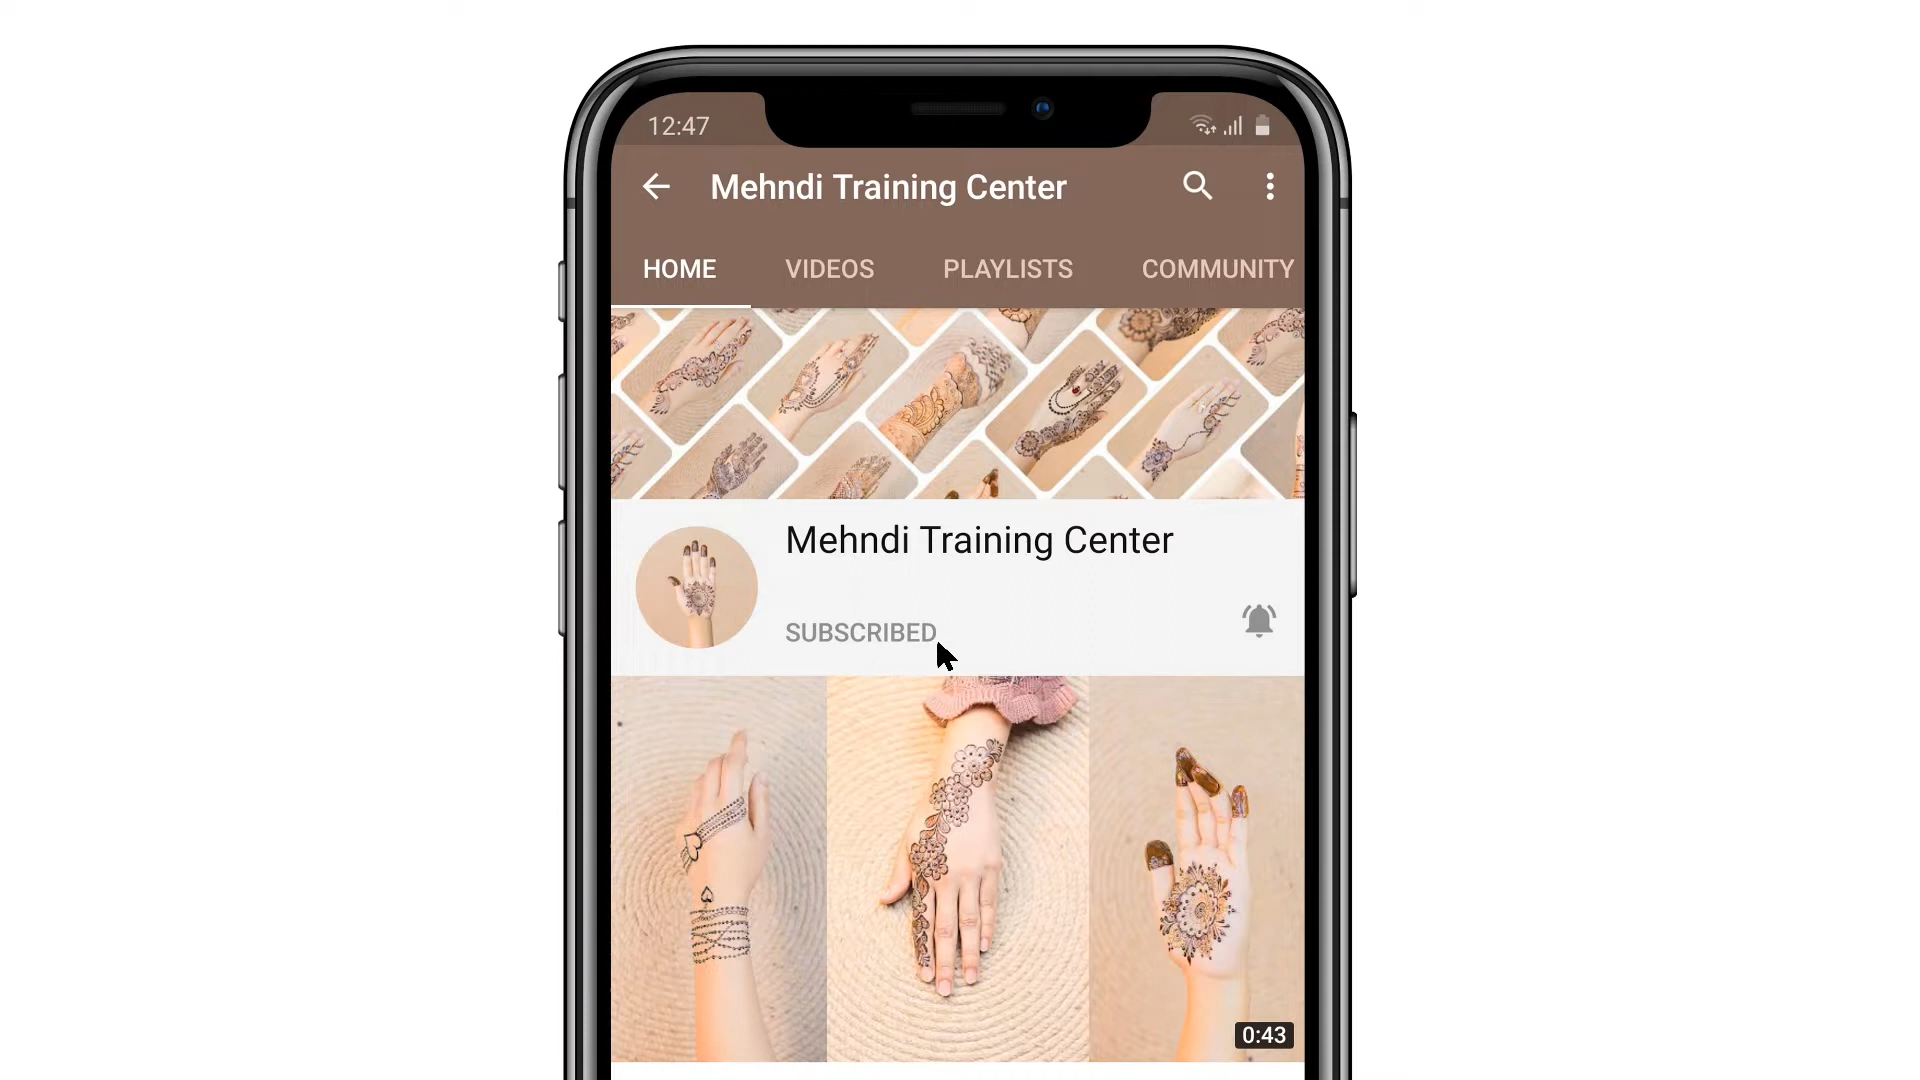 12:47
Mehndi Training Center
HOME VIDEOS PLAYLISTS COMMUNITY
Mehndi Training Center
SUBSCRIBED
0:43